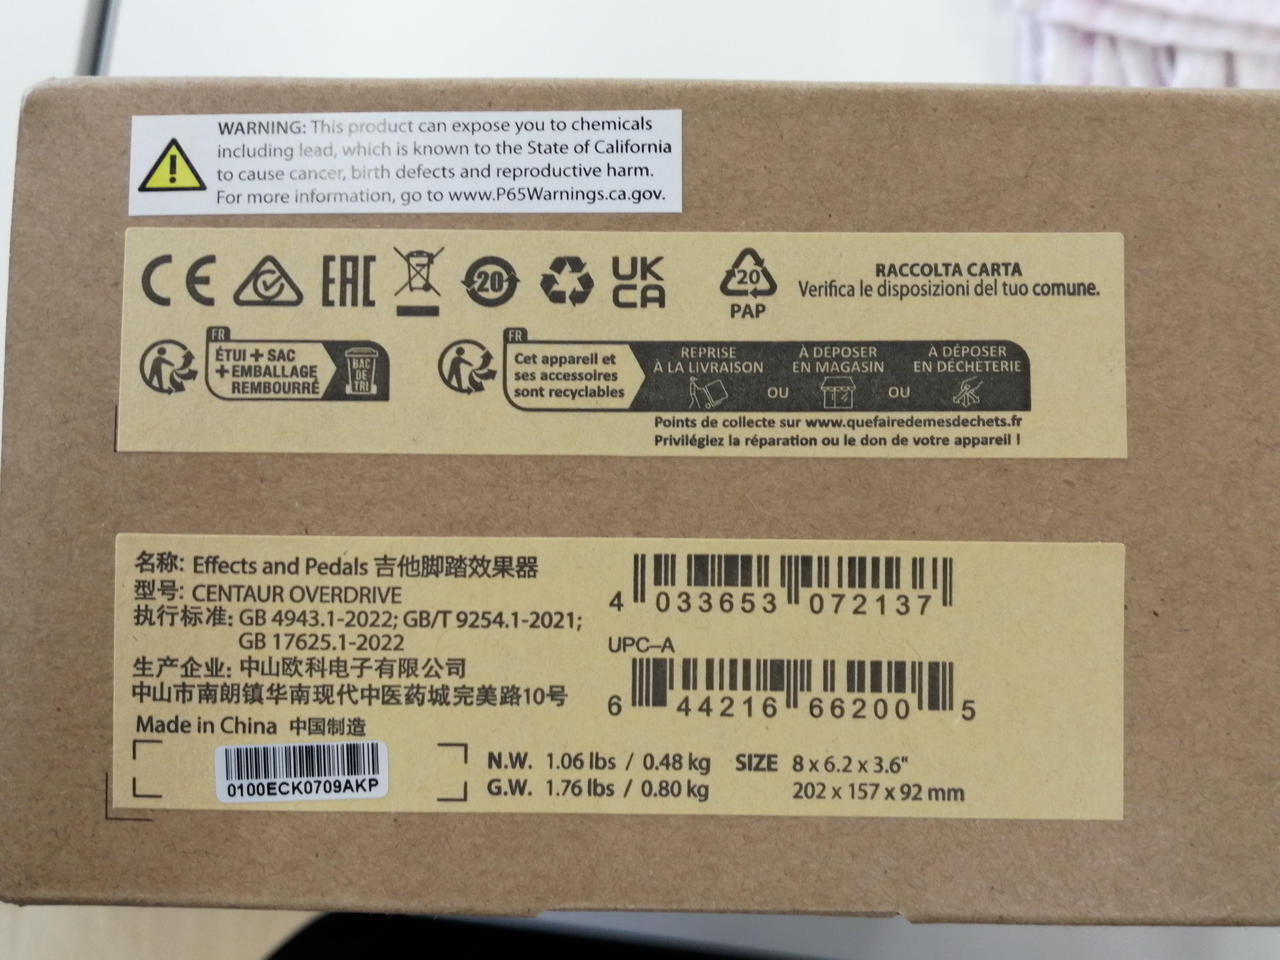 WARNING: This product can expose you to chemicals
including lead, which is known to the State of California
to cause cancer, birth defects and reproductive harm.
For more information, go to www.P65Warnings.ca.gov.
CE
EAC
20
UK
CA
20
PAP
RACCOLTA CARTA
Verifica le disposizioni del tuo comune.
FR
ÉTUI + SAC
+ EMBALLAGE
REMBOURRÉ
BAC
DE
TRI
FR
Cet appareil et
ses accessoires
sont recyclables
REPRISE
À LA LIVRAISON
OU
À DÉPOSER
EN MAGASIN
OU
À DÉPOSER
EN DÉCHÈTERIE
Points de collecte sur www.quefairedemesdechets.fr
Privilégiez la réparation ou le don de votre appareil !
名称: Effects and Pedals 吉他脚踏效果器
型号: CENTAUR OVERDRIVE
执行标准: GB 4943.1-2022; GB/T 9254.1-2021;
GB 17625.1-2022
生产企业: 中山欧科电子有限公司
中山市南朗镇华南现代中医药城完美路10号
Made in China 中国制造
0100ECK0709AKP
4 033653 072137
UPC-A
6 44216 66200 5
N.W. 1.06 lbs / 0.48 kg SIZE 8 x 6.2 x 3.6"
G.W. 1.76 lbs / 0.80 kg 202 x 157 x 92 mm